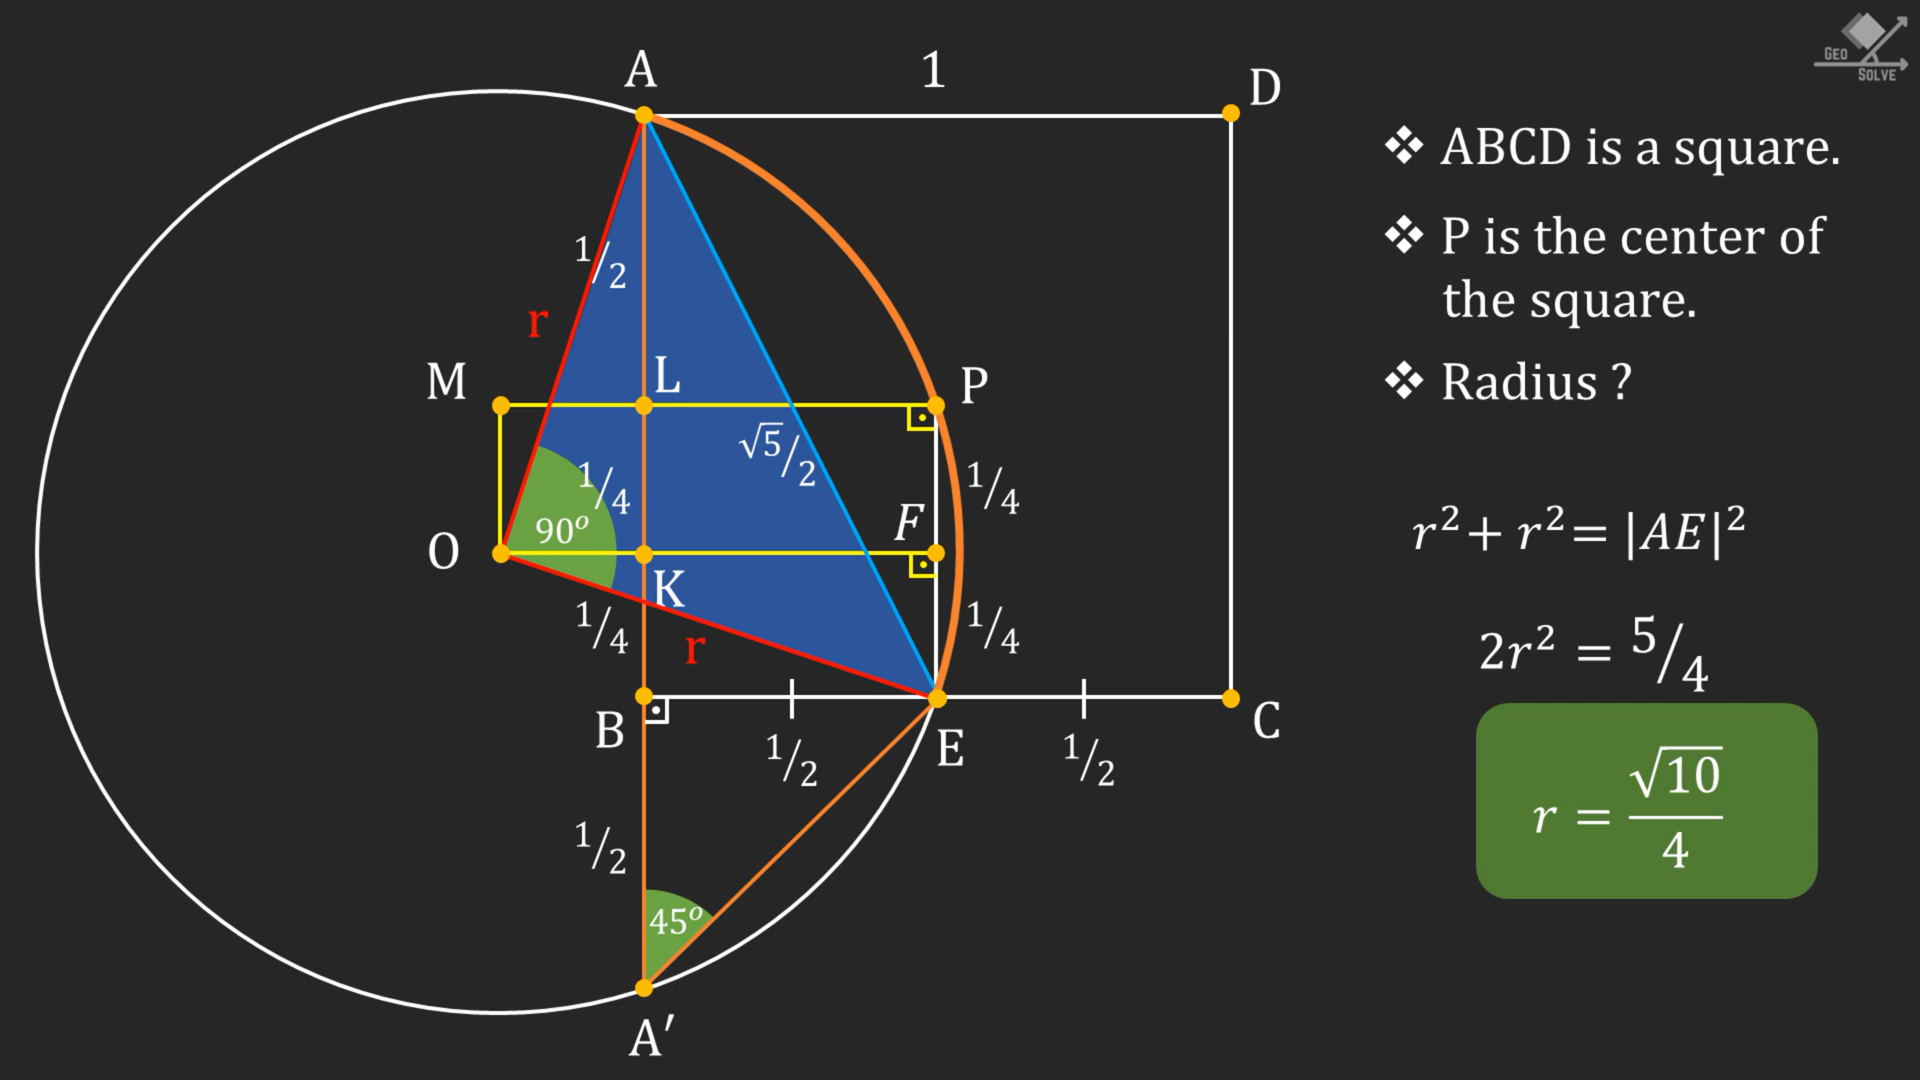 GEO
SOLVE
A
1
D
❖ ABCD is a square.
❖ P is the center of
the square.
❖ Radius ?
1/2
r
M
L
P
√5/2
1/4
1/4
F
90°
O
K
1/4
r
1/4
B
E
C
1/2
1/2
1/2
45°
A′
r² + r² = |AE|²
2r² = 5/4
r = √10/4